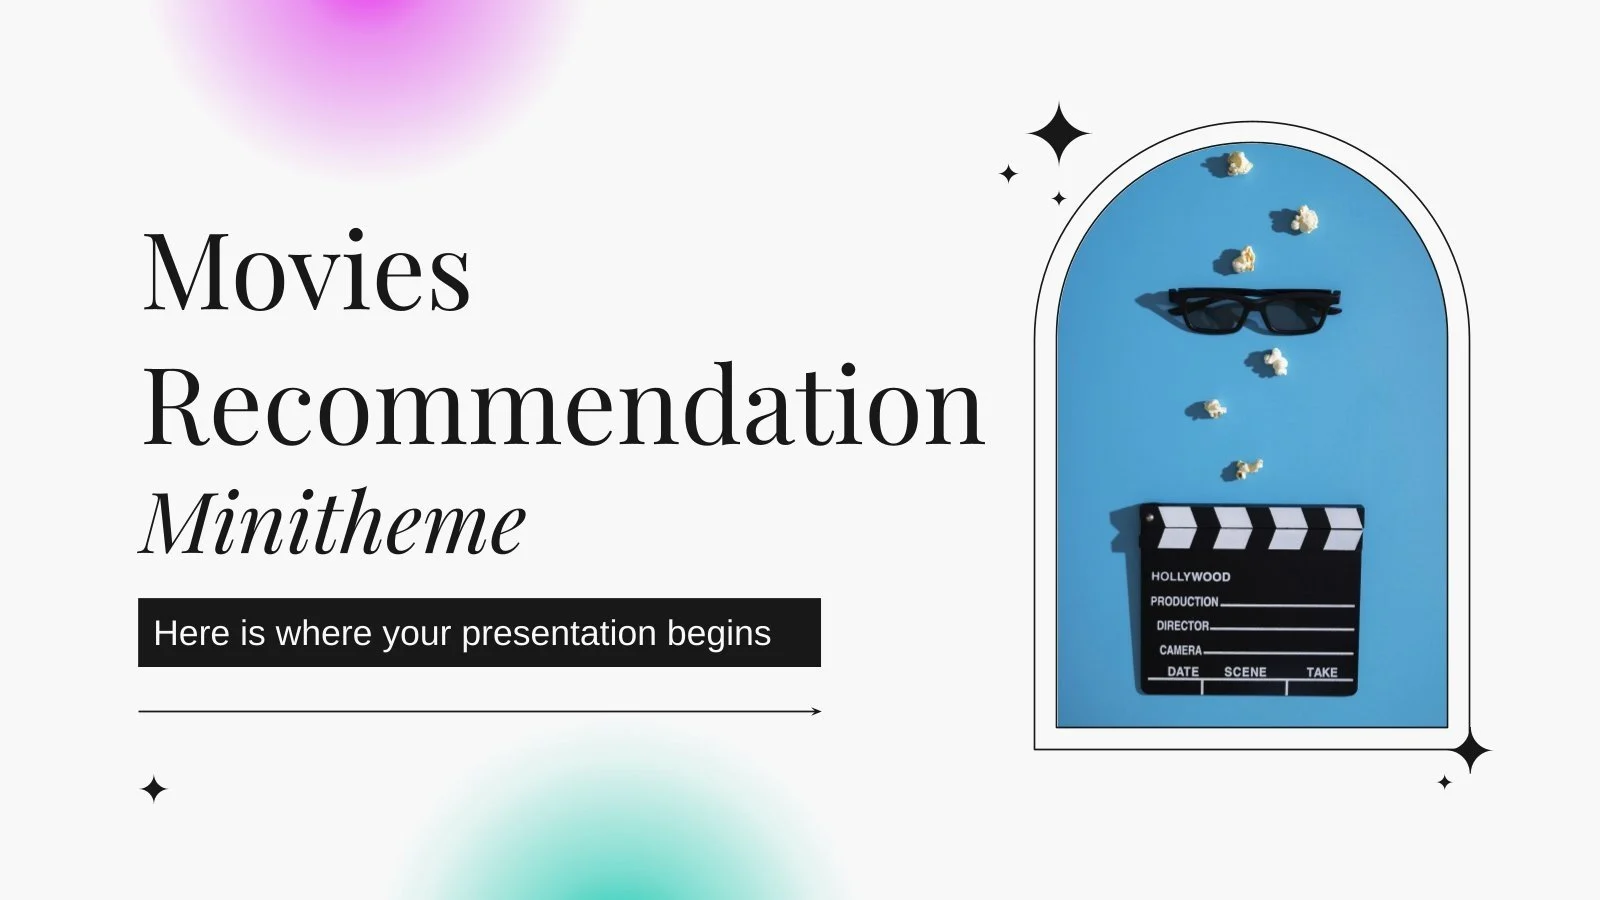 Movies
Recommendation
Minitheme
Here is where your presentation begins
HOLLYWOOD
PRODUCTION
DIRECTOR
CAMERA
DATE SCENE TAKE